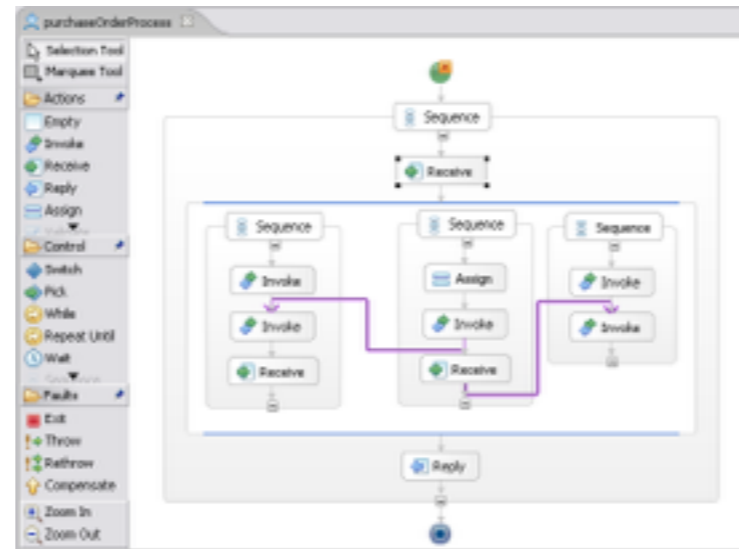 purchaseOrderProcess
Selection Tool
Marquee Tool
Actions
Empty
Invoke
Receive
Reply
Assign
Control
Switch
Pick
While
Repeat Until
Wait
Sequence
Faults
Exit
Throw
Rethrow
Compensate
Zoom In
Zoom Out
Sequence
Receive
Sequence Sequence Sequence
Invoke Assign Invoke
Invoke Invoke Invoke
Receive Receive
Reply